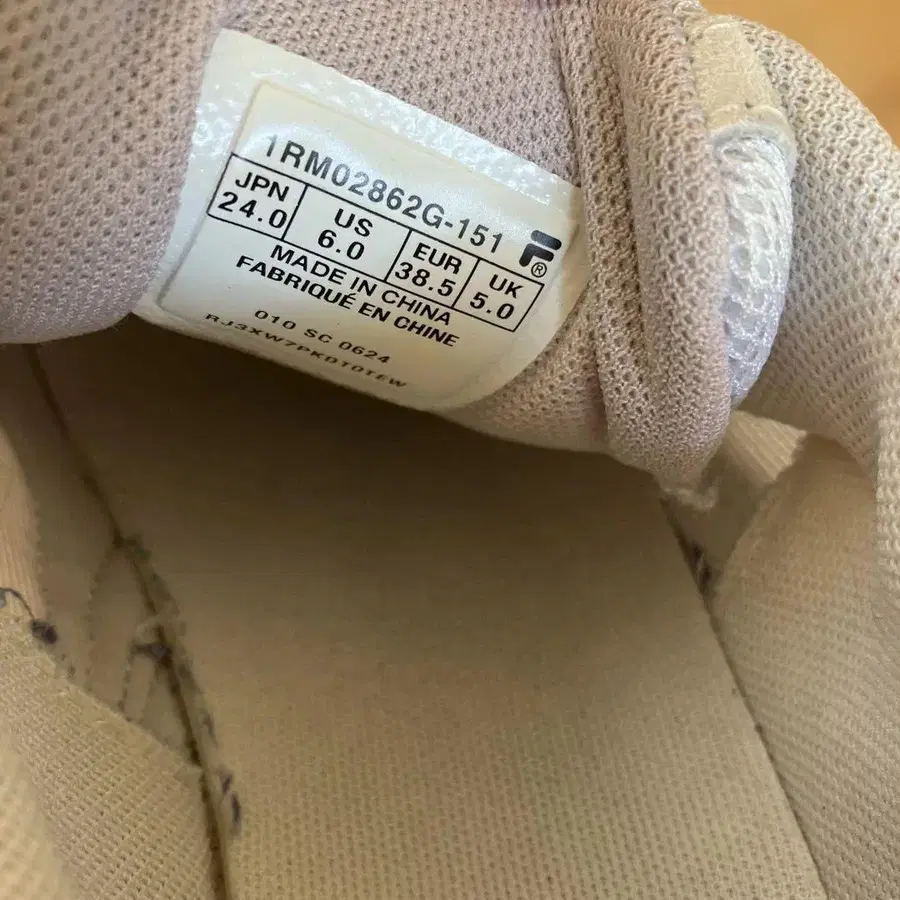 1RM02862G-151
JPN US EUR UK
24.0 6.0 38.5 5.0
MADE IN CHINA
FABRIQUÉ EN CHINE
010 SC 0624
RJ3XW7PKD10TEW